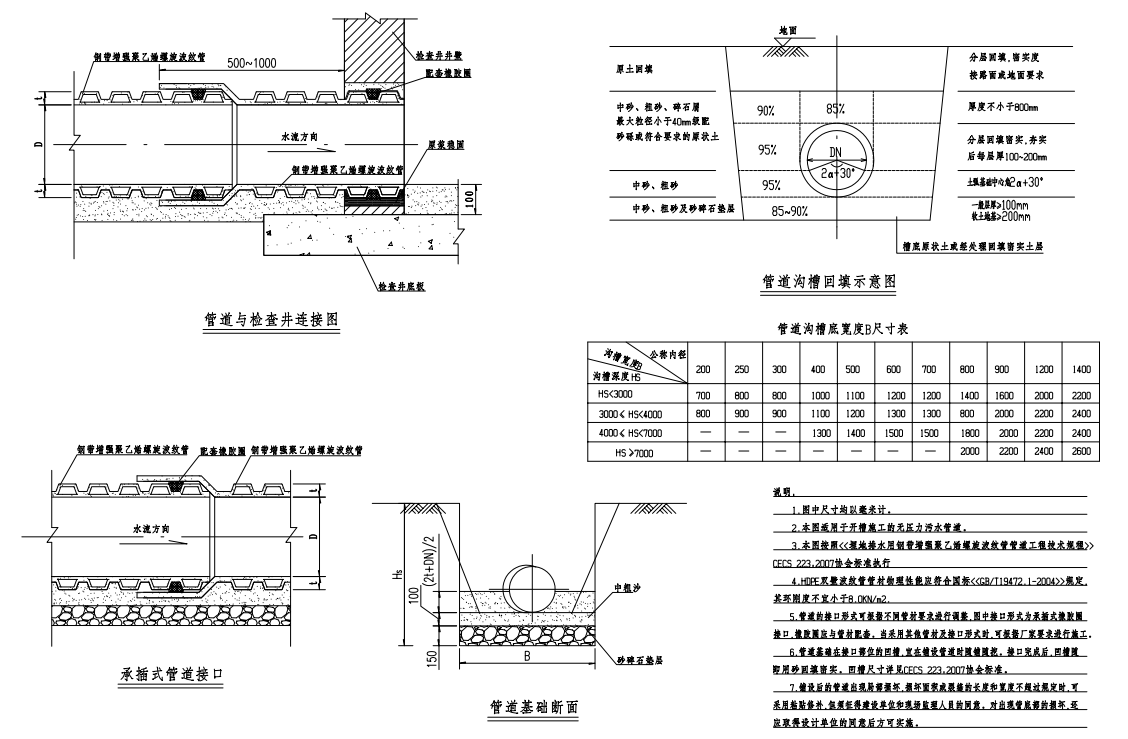 钢带增强聚乙烯螺旋波纹管
500~1000
检查井井壁
配套橡胶圈
t
D
t
水流方向
原浆稳固
钢带增强聚乙烯螺旋波纹管
100
检查井底板
管道与检查井连接图
地面
原土回填
分层回填,密实度
按路面或地面要求
中砂、粗砂、碎石屑
最大粒径小于40mm级配
砂砾或符合要求的原状土
90%
85%
厚度不小于800mm
95%
DN
2α+30°
分层回填密实,夯实
后每层厚100~200mm
中砂、粗砂
95%
土弧基础中心角2α+30°
中砂、粗砂及砂碎石垫层
85~90%
一般层厚≥100mm
软土地基≥200mm
槽底原状土或经处理回填密实土层
管道沟槽回填示意图
管道沟槽底宽度B尺寸表
沟槽宽度B 公称内径
沟槽深度HS
200 250 300 400 500 600 700 800 900 1200 1400
HS<3000 700 800 800 1000 1100 1200 1200 1400 1600 2000 2200
3000≤HS<4000 800 900 900 1100 1200 1300 1300 800 2000 2200 2400
4000≤HS<7000 — — — 1300 1400 1500 1500 1800 2000 2200 2400
HS≥7000 — — — — — — — 2000 2200 2400 2600
钢带增强聚乙烯螺旋波纹管
配套橡胶圈
钢带增强聚乙烯螺旋波纹管
t
水流方向
D
t
承插式管道接口
Hs
(2t+DN)/2
100
150
中粗沙
B
砂碎石垫层
管道基础断面
说明.
1.图中尺寸均以毫米计。
2.本图适用于开槽施工的无压力污水管道。
3.本图按照<<埋地排水用钢带增强聚乙烯螺旋波纹管管道工程技术规程>>
CECS 223.2007协会标准执行
4.HDPE双壁波纹管管材物理性能应符合国标<<GB/T19472.1-2004>>规定,
其环刚度不宜小于8.0KN/m2.
5.管道的接口形式可根据不同管材要求进行调整,图中接口形式为承插式橡胶圈
接口,橡胶圈应与管材配套。当采用其他管材及接口形式时,可根据厂家要求进行施工。
6.管道基础在接口部位的凹槽,宜在铺设管道时随铺随挖。接口完成后,凹槽随
即用砂回填密实。凹槽尺寸详见CECS 223.2007协会标准。
7.铺设后的管道出现局部损坏,损坏面积或裂缝的长度和宽度不超过规定时,可
采用粘贴修补,但须征得建设单位和现场监理人员的同意。对出现管底部的损坏,还
应取得设计单位的同意后方可实施。